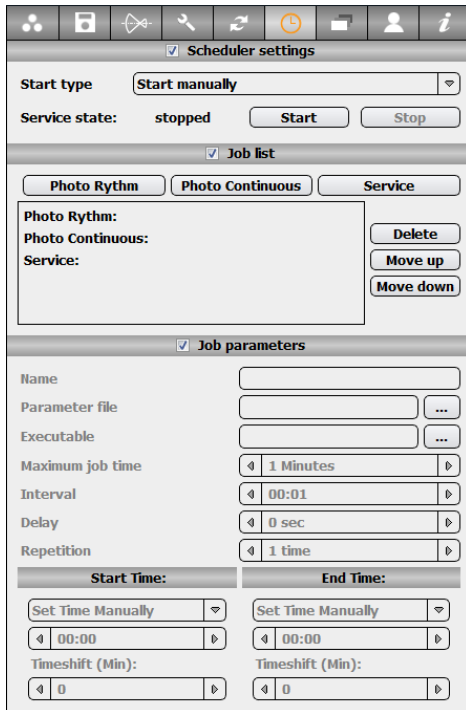 Scheduler settings
Start type Start manually
Service state: stopped Start Stop
Job list
Photo Rythm Photo Continuous Service
Photo Rythm:
Photo Continuous:
Service:
Delete
Move up
Move down
Job parameters
Name
Parameter file ...
Executable ...
Maximum job time 1 Minutes
Interval 00:01
Delay 0 sec
Repetition 1 time
Start Time: End Time:
Set Time Manually Set Time Manually
00:00 00:00
Timeshift (Min): Timeshift (Min):
0 0